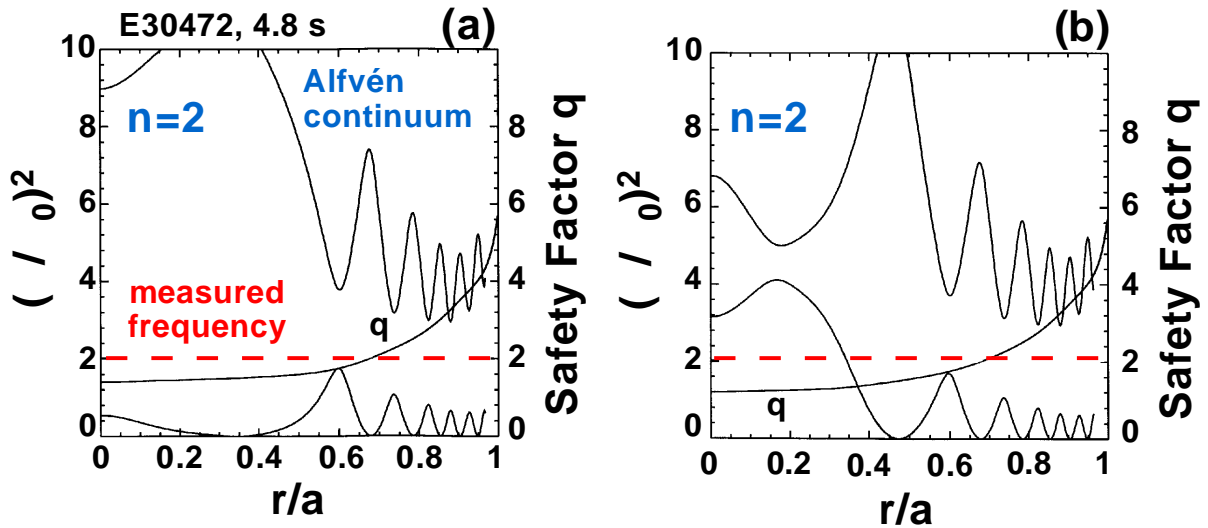 E30472, 4.8 s
(a)
Alfvén
continuum
n=2
measured
frequency
q
10
8
6
4
2
0
( / ₀)²
8
6
4
2
0
Safety Factor q
0
0.2
0.4
0.6
0.8
1
r/a
(b)
n=2
q
10
8
6
4
2
0
( / ₀)²
8
6
4
2
0
Safety Factor q
0
0.2
0.4
0.6
0.8
1
r/a